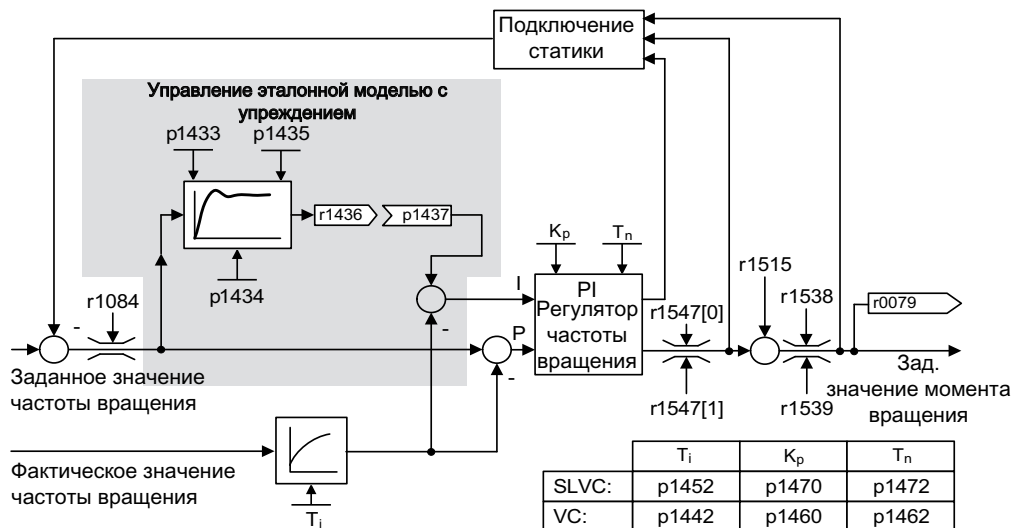 Подключение
статики
Управление эталонной моделью с
упреждением
p1433 p1435
r1436 p1437
p1434
Kp Tn
r1084
I
PI
Регулятор
частоты
вращения
P
r1547[0]
r1547[1]
r1515
r1538
r1539
r0079
-
-
-
Заданное значение
частоты вращения
Зад.
значение момента
вращения
Фактическое значение
частоты вращения
Ti
Ti Kp Tn
SLVC: p1452 p1470 p1472
VC: p1442 p1460 p1462